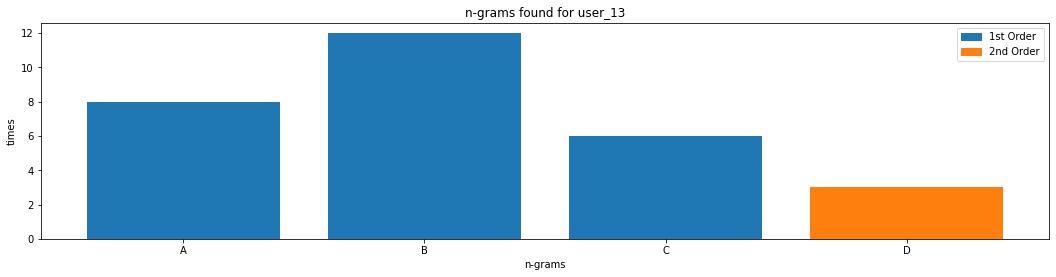 n-grams found for user_13
1st Order
2nd Order
times
12
10
8
6
4
2
0
A B C D
n-grams